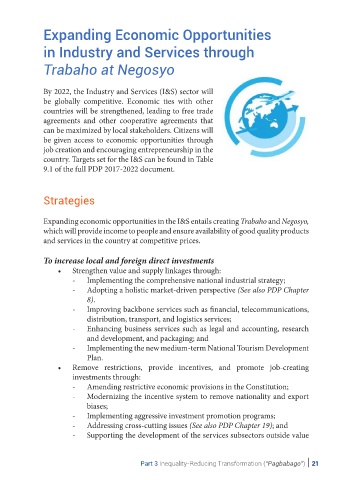 Expanding Economic Opportunities
in Industry and Services through
Trabaho at Negosyo
By 2022, the Industry and Services (I&S) sector will
be globally competitive. Economic ties with other
countries will be strengthened, leading to free trade
agreements and other cooperative agreements that
can be maximized by local stakeholders. Citizens will
be given access to economic opportunities through
job creation and encouraging entrepreneurship in the
country. Targets set for the I&S can be found in Table
9.1 of the full PDP 2017-2022 document.
Strategies
Expanding economic opportunities in the I&S entails creating Trabaho and Negosyo,
which will provide income to people and ensure availability of good quality products
and services in the country at competitive prices.
To increase local and foreign direct investments
• Strengthen value and supply linkages through:
- Implementing the comprehensive national industrial strategy;
- Adopting a holistic market-driven perspective (See also PDP Chapter
8).
- Improving backbone services such as financial, telecommunications,
distribution, transport, and logistics services;
- Enhancing business services such as legal and accounting, research
and development, and packaging; and
- Implementing the new medium-term National Tourism Development
Plan.
• Remove restrictions, provide incentives, and promote job-creating
investments through:
- Amending restrictive economic provisions in the Constitution;
- Modernizing the incentive system to remove nationality and export
biases;
- Implementing aggressive investment promotion programs;
- Addressing cross-cutting issues (See also PDP Chapter 19); and
- Supporting the development of the services subsectors outside value
Part 3 Inequality-Reducing Transformation ("Pagbabago") | 21